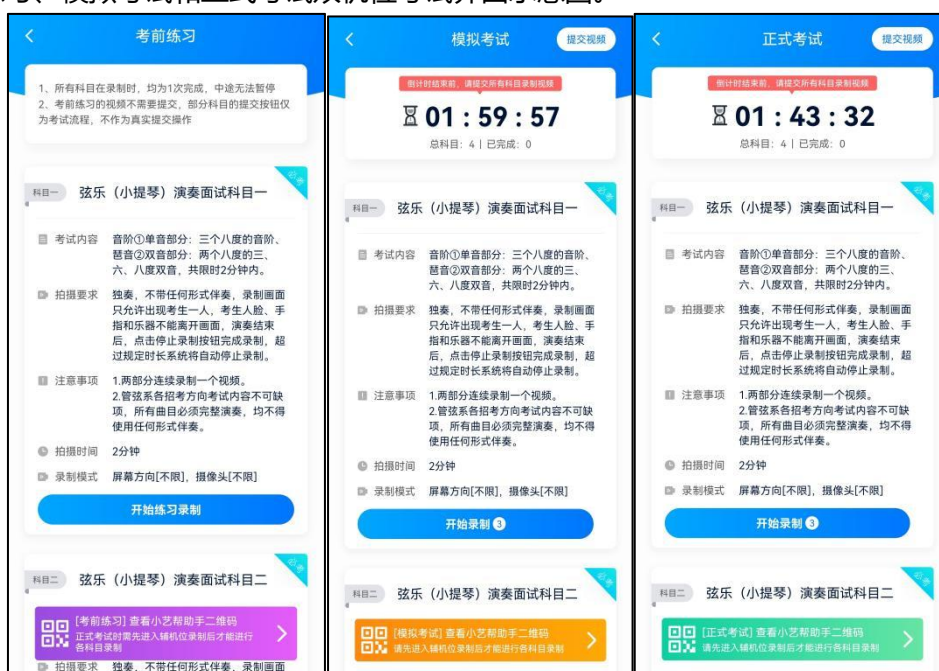 习、模拟考试和正式考试双机位考试界面示意图。
考前练习
1、所有科目在录制时，均为1次完成，中途无法暂停
2、考前练习的视频不需要提交，部分科目的提交按钮仅
为考试流程，不作为真实提交操作
必考
科目一 弦乐（小提琴）演奏面试科目一
考试内容 音阶①单音部分：三个八度的音阶、
琶音②双音部分：两个八度的三、
六、八度双音，共限时2分钟内。
拍摄要求 独奏，不带任何形式伴奏，录制画面
只允许出现考生一人，考生人脸、手
指和乐器不能离开画面，演奏结束
后，点击停止录制按钮完成录制，超
过规定时长系统将自动停止录制。
注意事项 1.两部分连续录制一个视频。
2.管弦系各招考方向考试内容不可缺
项，所有曲目必须完整演奏，均不得
使用任何形式伴奏。
拍摄时间 2分钟
录制模式 屏幕方向[不限]，摄像头[不限]
开始练习录制
必考
科目二 弦乐（小提琴）演奏面试科目二
[考前练习] 查看小艺帮助手二维码
正式考试时需先进入辅机位录制后才能进行
各科目录制
拍摄要求 独奏，不带任何形式伴奏，录制画面
模拟考试
提交视频
倒计时结束前，请提交所有科目录制视频
01 : 59 : 57
总科目：4 | 已完成：0
必考
科目一 弦乐（小提琴）演奏面试科目一
考试内容 音阶①单音部分：三个八度的音阶、
琶音②双音部分：两个八度的三、
六、八度双音，共限时2分钟内。
拍摄要求 独奏，不带任何形式伴奏，录制画面
只允许出现考生一人，考生人脸、手
指和乐器不能离开画面，演奏结束
后，点击停止录制按钮完成录制，超
过规定时长系统将自动停止录制。
注意事项 1.两部分连续录制一个视频。
2.管弦系各招考方向考试内容不可缺
项，所有曲目必须完整演奏，均不得
使用任何形式伴奏。
拍摄时间 2分钟
录制模式 屏幕方向[不限]，摄像头[不限]
开始录制 3
必考
科目二 弦乐（小提琴）演奏面试科目二
[模拟考试] 查看小艺帮助手二维码
请先进入辅机位录制后才能进行各科目录制
正式考试
提交视频
倒计时结束前，请提交所有科目录制视频
01 : 43 : 32
总科目：4 | 已完成：0
必考
科目一 弦乐（小提琴）演奏面试科目一
考试内容 音阶①单音部分：三个八度的音阶、
琶音②双音部分：两个八度的三、
六、八度双音，共限时2分钟内。
拍摄要求 独奏，不带任何形式伴奏，录制画面
只允许出现考生一人，考生人脸、手
指和乐器不能离开画面，演奏结束
后，点击停止录制按钮完成录制，超
过规定时长系统将自动停止录制。
注意事项 1.两部分连续录制一个视频。
2.管弦系各招考方向考试内容不可缺
项，所有曲目必须完整演奏，均不得
使用任何形式伴奏。
拍摄时间 2分钟
录制模式 屏幕方向[不限]，摄像头[不限]
开始录制 3
必考
科目二 弦乐（小提琴）演奏面试科目二
[正式考试] 查看小艺帮助手二维码
请先进入辅机位录制后才能进行各科目录制